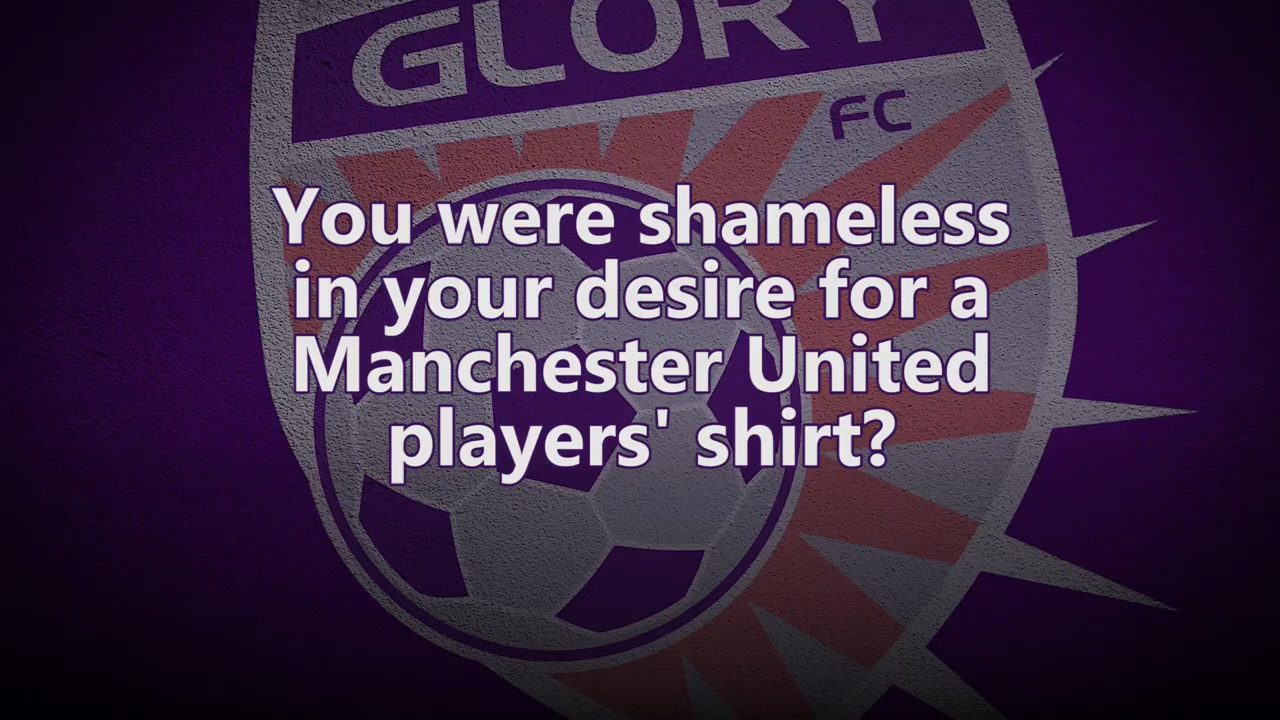 GLORY
FC
You were shameless
in your desire for a
Manchester United
players' shirt?